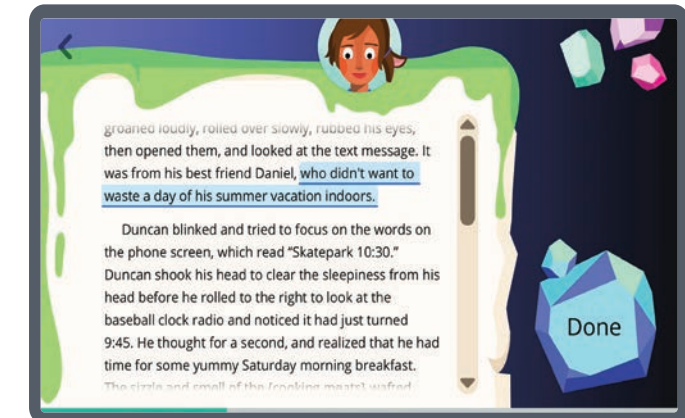 groaned loudly, rolled over slowly, rubbed his eyes,
then opened them, and looked at the text message. It
was from his best friend Daniel, who didn't want to
waste a day of his summer vacation indoors.
Duncan blinked and tried to focus on the words on
the phone screen, which read “Skatepark 10:30.”
Duncan shook his head to clear the sleepiness from his
head before he rolled to the right to look at the
baseball clock radio and noticed it had just turned
9:45. He thought for a second, and realized that he had
time for some yummy Saturday morning breakfast.
The sizzle and smell of the (cooking meats) wafted
Done